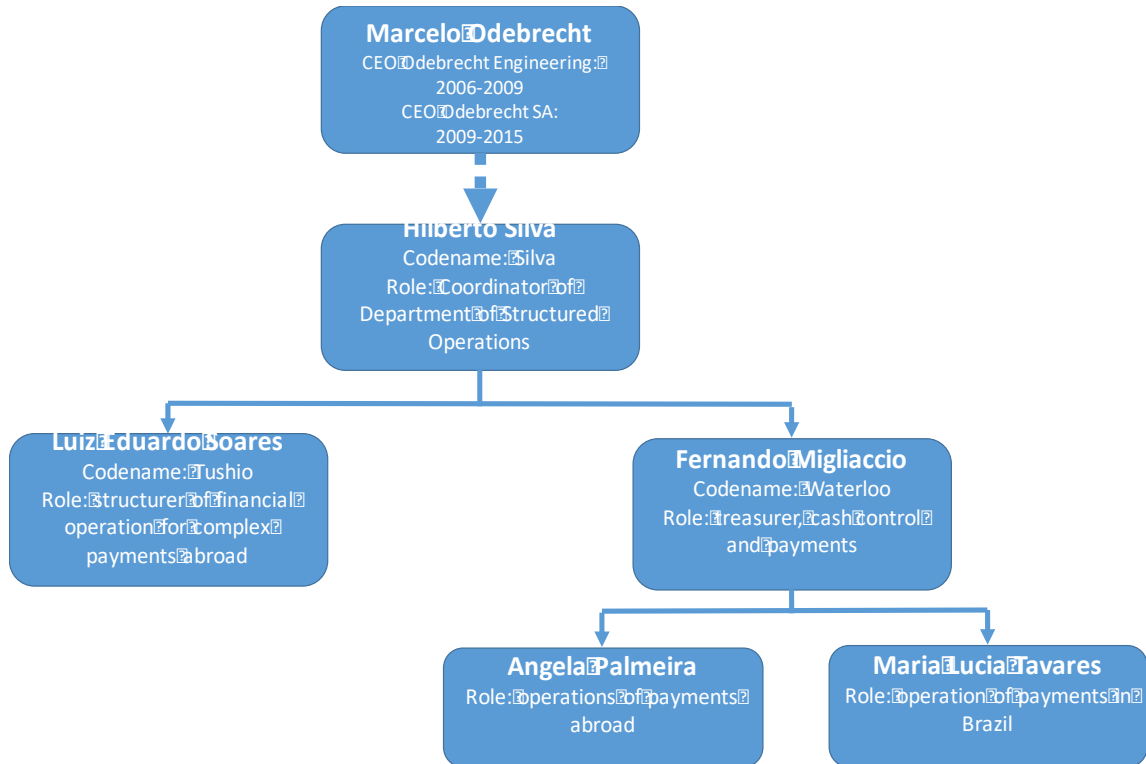 Marcelo Odebrecht
CEO Odebrecht Engineering:
2006-2009
CEO Odebrecht SA:
2009-2015
Hilberto Silva
Codename: Silva
Role: Coordinator of
Department of Structured
Operations
Luiz Eduardo Soares
Codename: Tushio
Role: structurer of financial
operation for complex
payments abroad
Fernando Migliaccio
Codename: Waterloo
Role: treasurer, cash control
and payments
Angela Palmeira
Role: operations of payments
abroad
Maria Lucia Tavares
Role: operation of payments in
Brazil